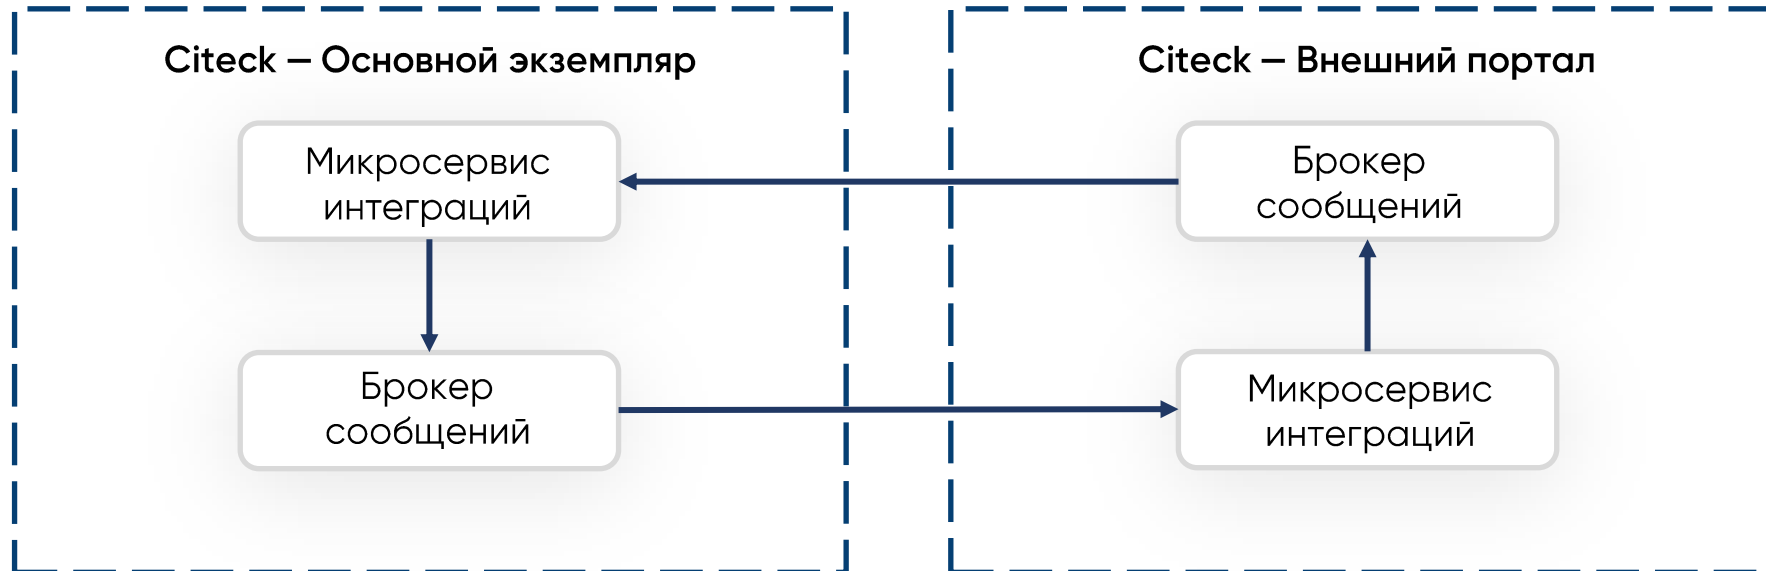 Citeck — Основной экземпляр
Микросервис
интеграций
Брокер
сообщений
Citeck — Внешний портал
Брокер
сообщений
Микросервис
интеграций